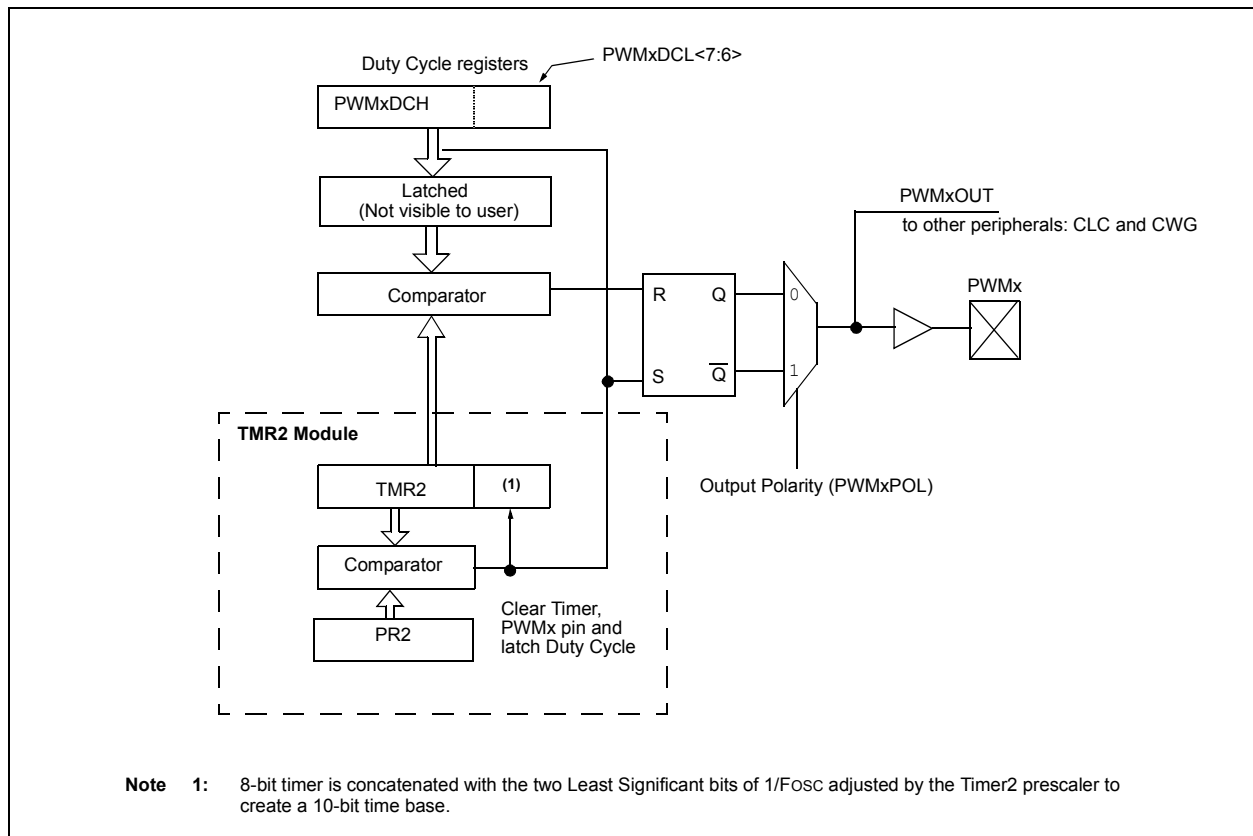 Duty Cycle registers
PWMxDCL<7:6>
PWMxDCH
Latched
(Not visible to user)
Comparator
R Q
S Q
0
1
PWMxOUT
to other peripherals: CLC and CWG
PWMx
Output Polarity (PWMxPOL)
TMR2 Module
TMR2
(1)
Comparator
PR2
Clear Timer,
PWMx pin and
latch Duty Cycle
Note 1: 8-bit timer is concatenated with the two Least Significant bits of 1/FOSC adjusted by the Timer2 prescaler to
create a 10-bit time base.